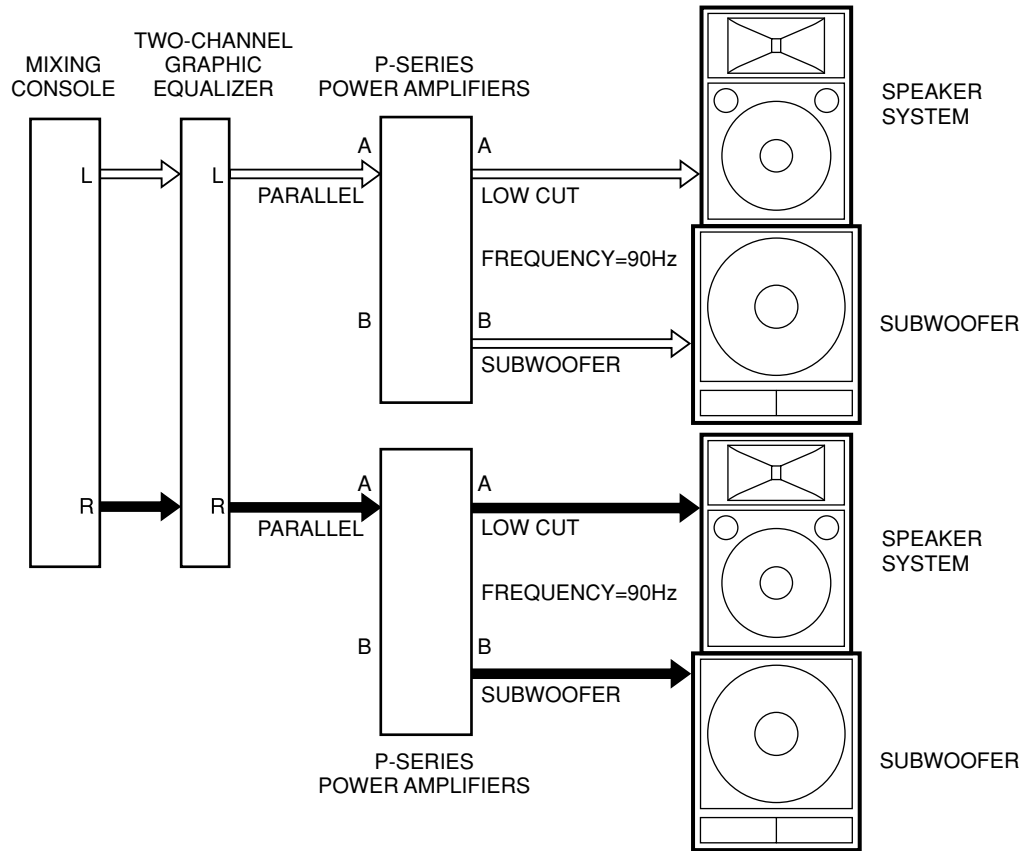 MIXING
CONSOLE
TWO-CHANNEL
GRAPHIC
EQUALIZER
P-SERIES
POWER AMPLIFIERS
SPEAKER
SYSTEM
L
L
A
PARALLEL
A
LOW CUT
FREQUENCY=90Hz
B
B
SUBWOOFER
SUBWOOFER
R
R
A
PARALLEL
A
LOW CUT
FREQUENCY=90Hz
SPEAKER
SYSTEM
B
B
SUBWOOFER
SUBWOOFER
P-SERIES
POWER AMPLIFIERS